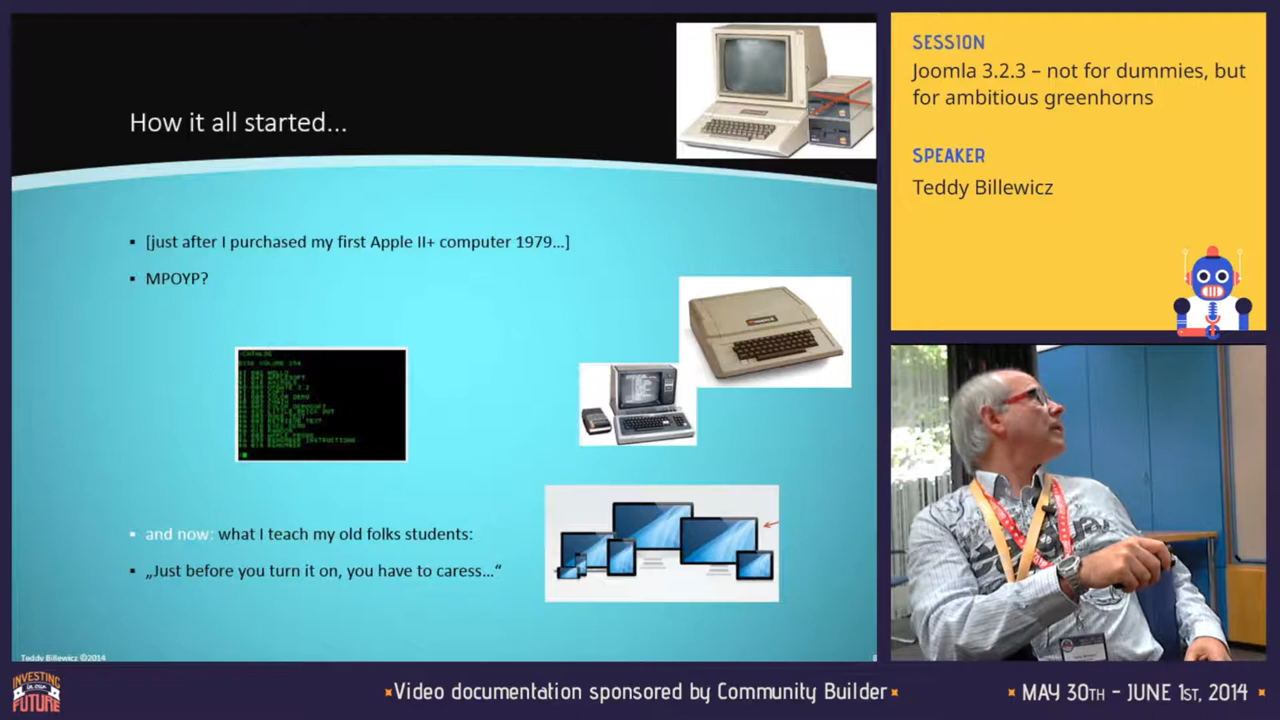 How it all started...
[just after I purchased my first Apple II+ computer 1979...]
MPOYP?
and now: what I teach my old folks students:
„Just before you turn it on, you have to caress...“
Teddy Billewicz ©2014
8
SESSION
Joomla 3.2.3 – not for dummies, but
for ambitious greenhorns
SPEAKER
Teddy Billewicz
INVESTING
IN OUR
FUTURE
Video documentation sponsored by Community Builder
MAY 30TH - JUNE 1ST, 2014